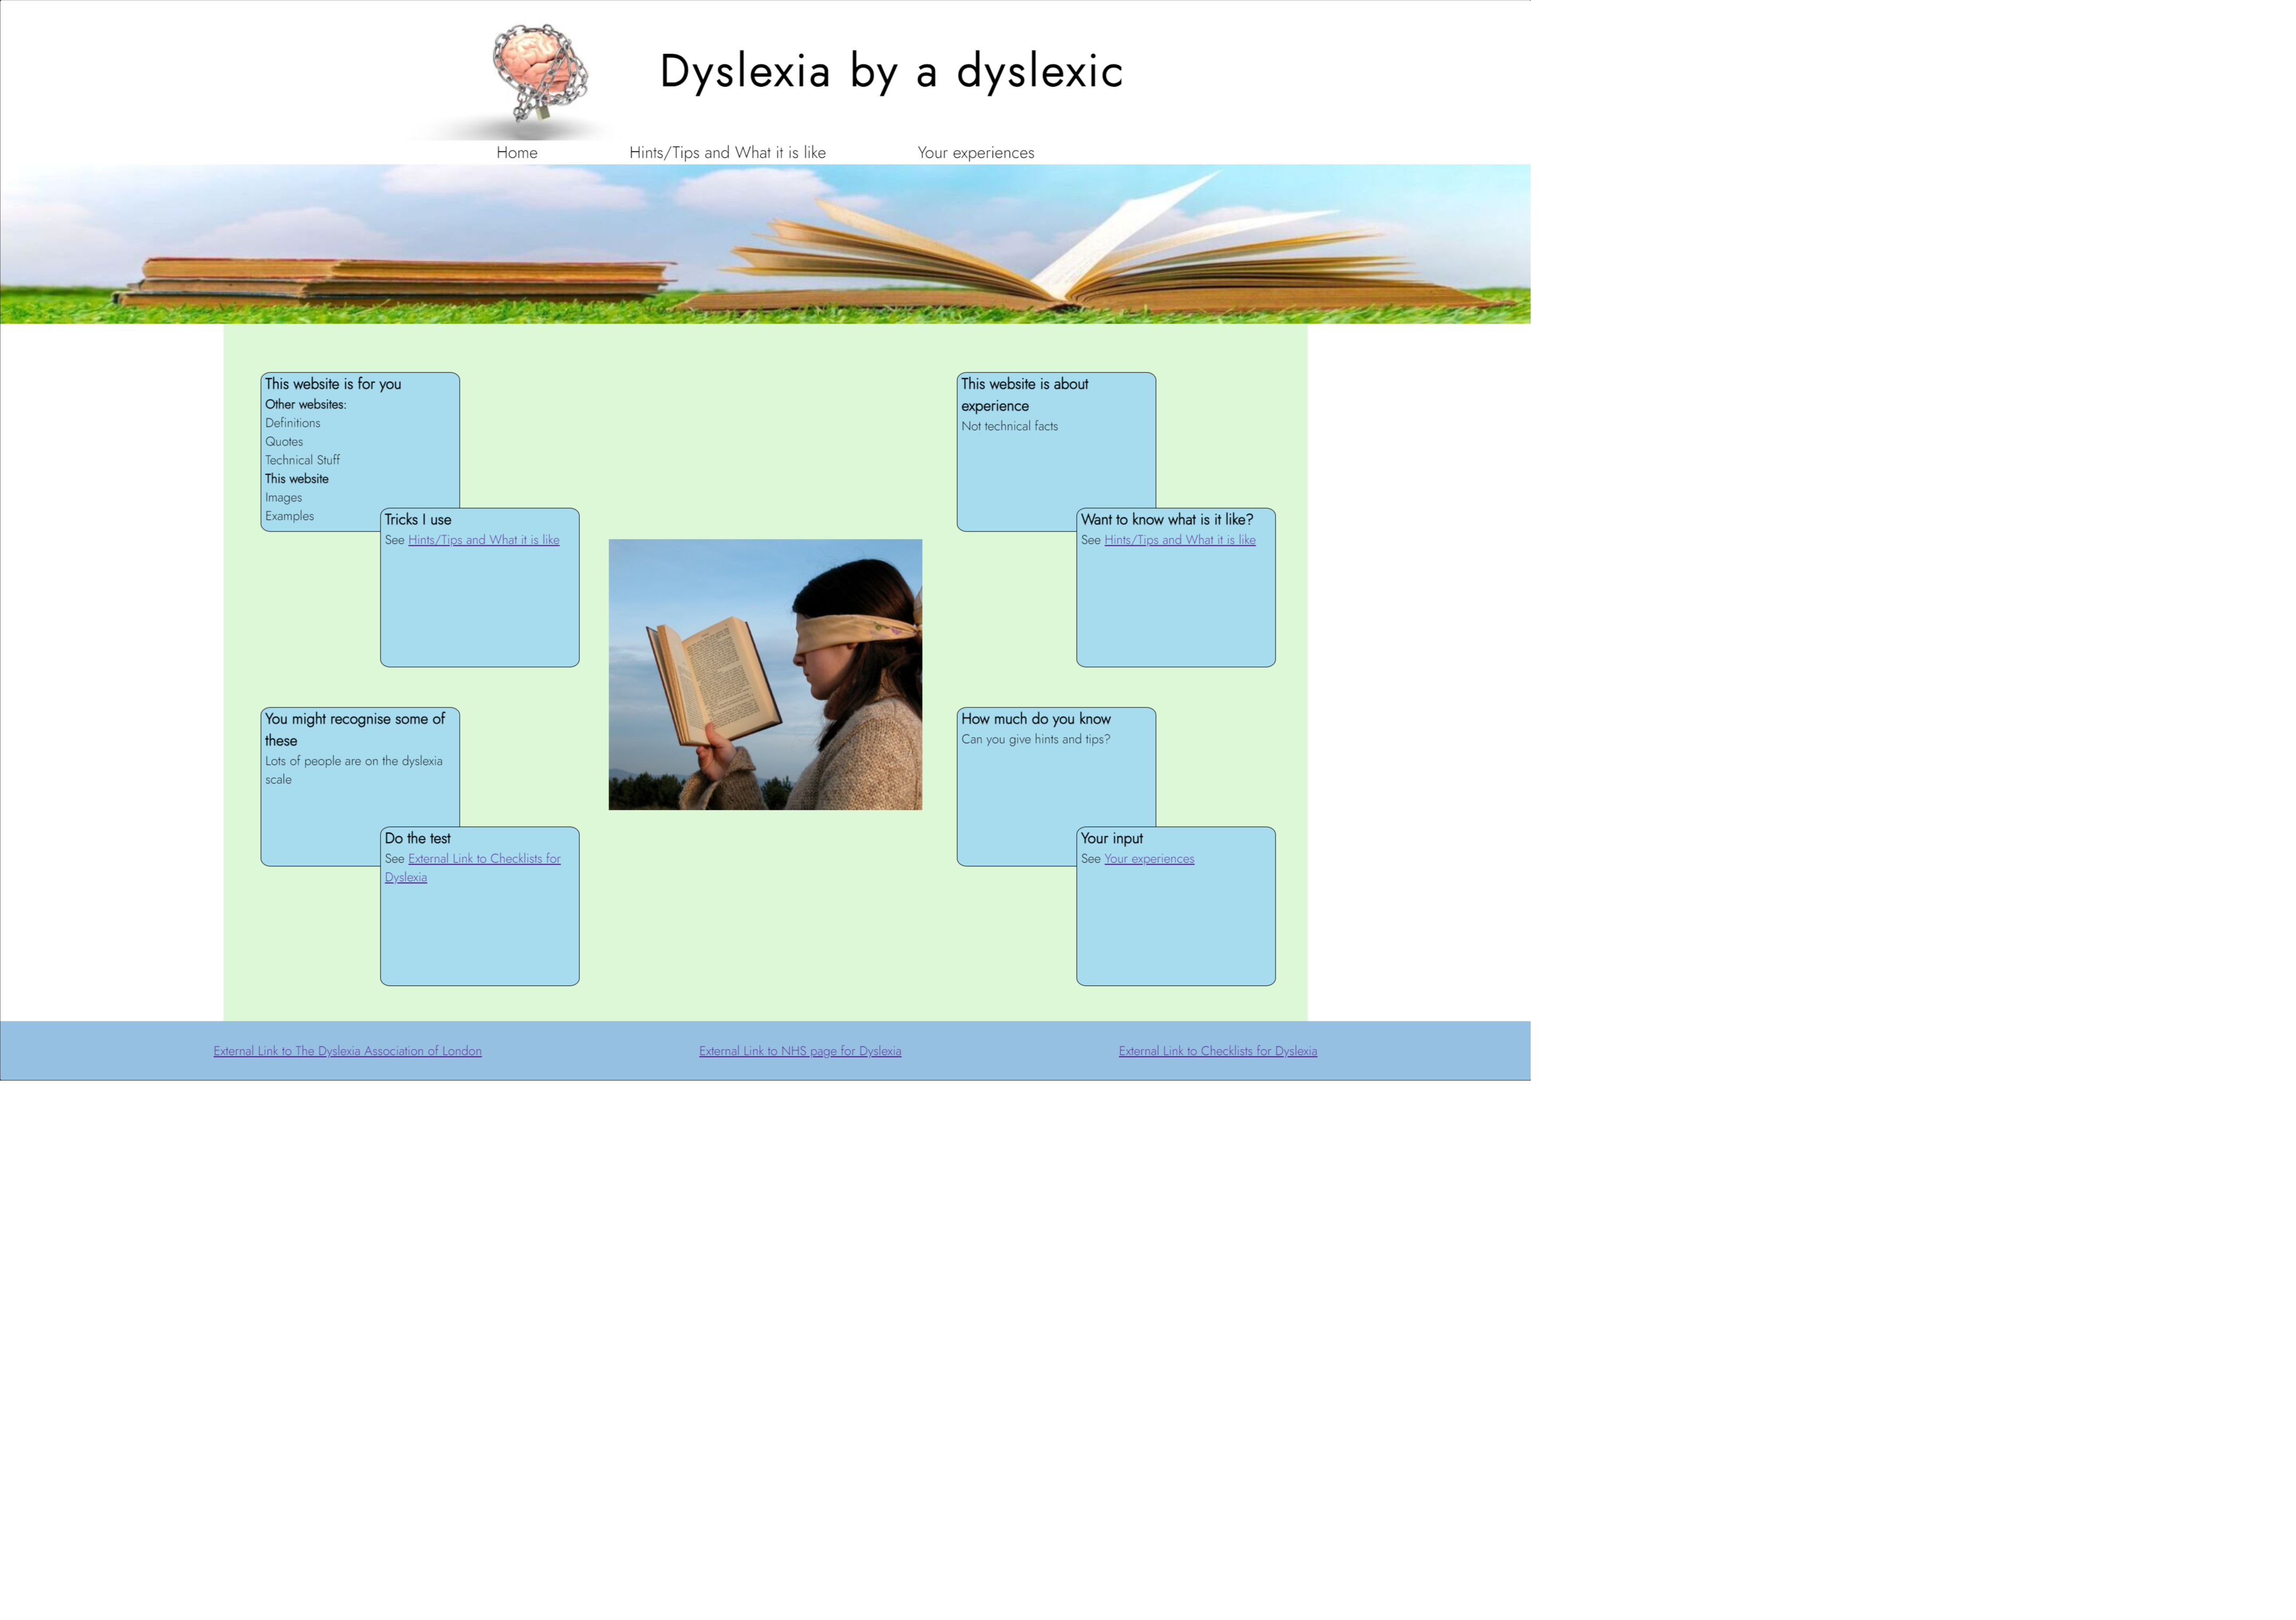 Dyslexia by a dyslexic
Home
Hints/Tips and What it is like
Your experiences
This website is for you
Other websites:
Definitions
Quotes
Technical Stuff
This website
Images
Examples
Tricks I use
See Hints/Tips and What it is like
This website is about
experience
Not technical facts
Want to know what is it like?
See Hints/Tips and What it is like
You might recognise some of
these
Lots of people are on the dyslexia
scale
Do the test
See External Link to Checklists for
Dyslexia
How much do you know
Can you give hints and tips?
Your input
See Your experiences
External Link to The Dyslexia Association of London
External Link to NHS page for Dyslexia
External Link to Checklists for Dyslexia